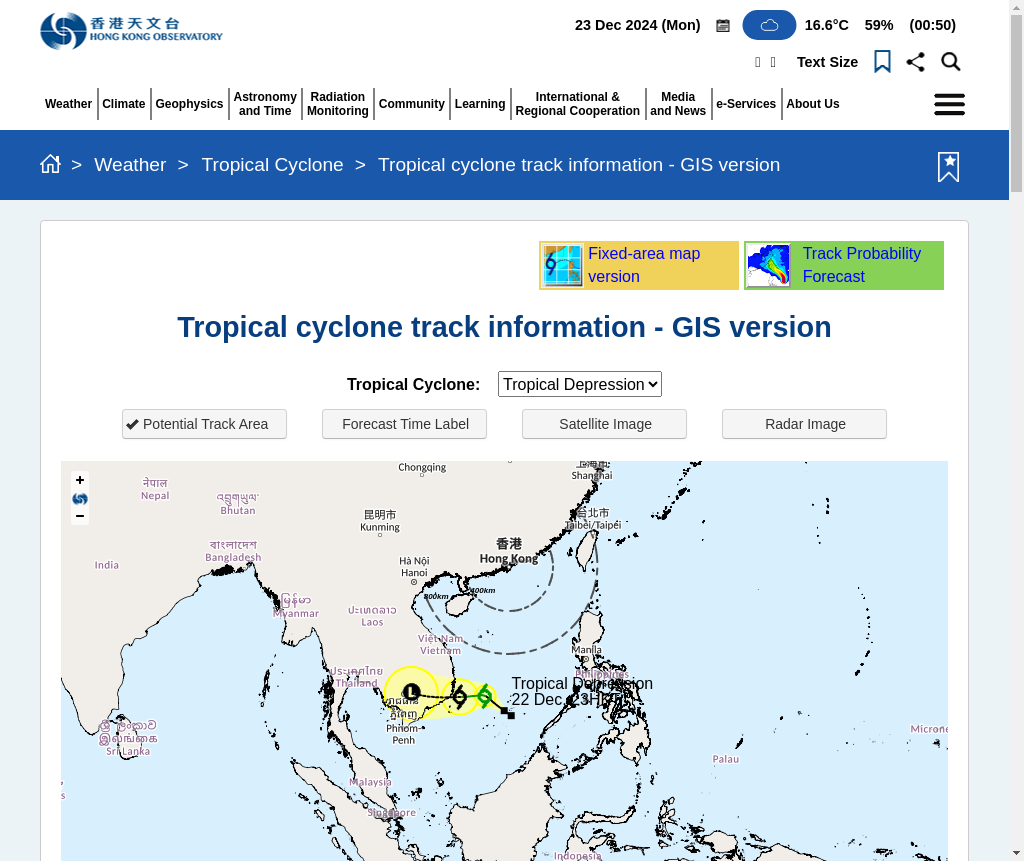 香港天文台
HONG KONG OBSERVATORY
23 Dec 2024 (Mon)
16.6°C
59%
(00:50)
Text Size
Weather
Climate
Geophysics
Astronomy
and Time
Radiation
Monitoring
Community
Learning
International &
Regional Cooperation
Media
and News
e-Services
About Us
> Weather > Tropical Cyclone > Tropical cyclone track information - GIS version
Fixed-area map
version
Track Probability
Forecast
Tropical cyclone track information - GIS version
Tropical Cyclone:
Tropical Depression
Potential Track Area
Forecast Time Label
Satellite Image
Radar Image
+
−
Chongqing
上海市
Shanghai
नेपाल
Nepal
Bhutan
昆明市
Kunming
台北市
Taibei/Taipei
বাংলাদেশ
Bangladesh
香港
Hong Kong
India
Hà Nội
Hanoi
800km
400km
မြန်မာ
Myanmar
ປະເທດລາວ
Laos
Việt Nam
Vietnam
Manila
ประเทศไทย
Thailand
Philippines
L
Tropical Depression
22 Dec, 23HKT
Phnom-
Penh
ශ්‍රී ලංකාව
இலங்கை
Sri Lanka
Palau
Microne
Malaysia
Singapore
Indonesia